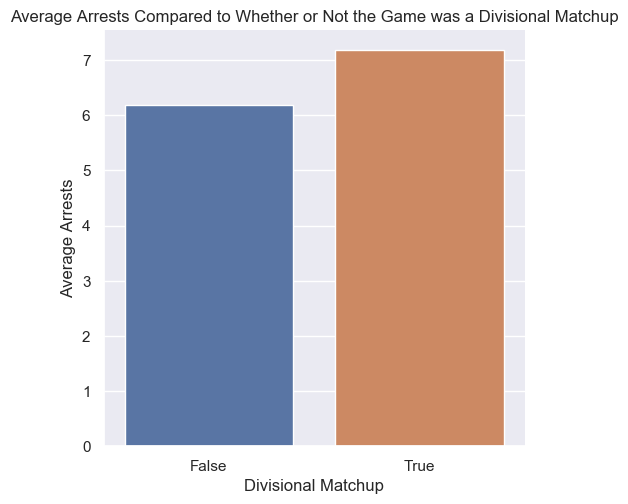 Average Arrests Compared to Whether or Not the Game was a Divisional Matchup
7
6
5
4
3
2
1
0
Average Arrests
False True
Divisional Matchup